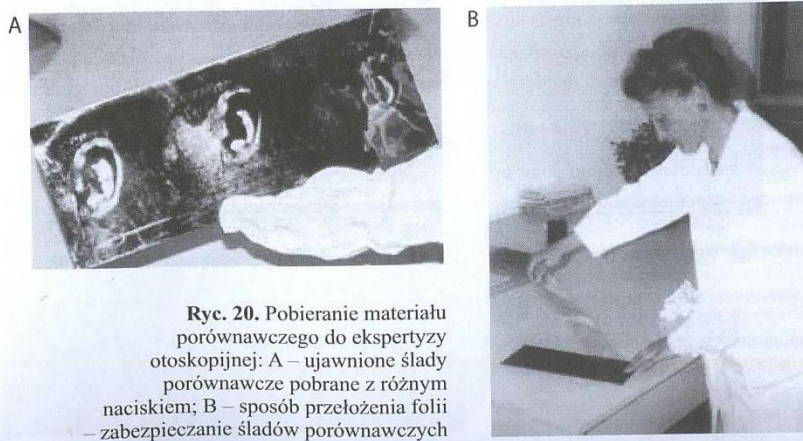 A
B
Ryc. 20. Pobieranie materiału
porównawczego do ekspertyzy
otoskopijnej: A – ujawnione ślady
porównawcze pobrane z różnym
naciskiem; B – sposób przełożenia folii
– zabezpieczanie śladów porównawczych